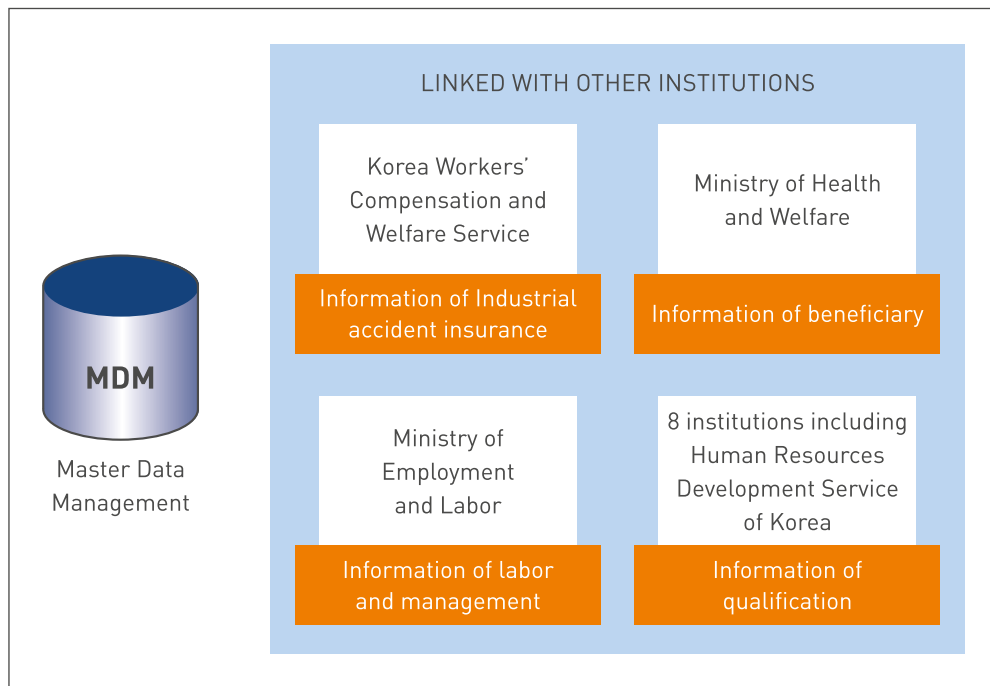 LINKED WITH OTHER INSTITUTIONS
Korea Workers’
Compensation and
Welfare Service
Information of Industrial
accident insurance
Ministry of Health
and Welfare
Information of beneficiary
MDM
Master Data
Management
Ministry of
Employment
and Labor
Information of labor
and management
8 institutions including
Human Resources
Development Service
of Korea
Information of
qualification